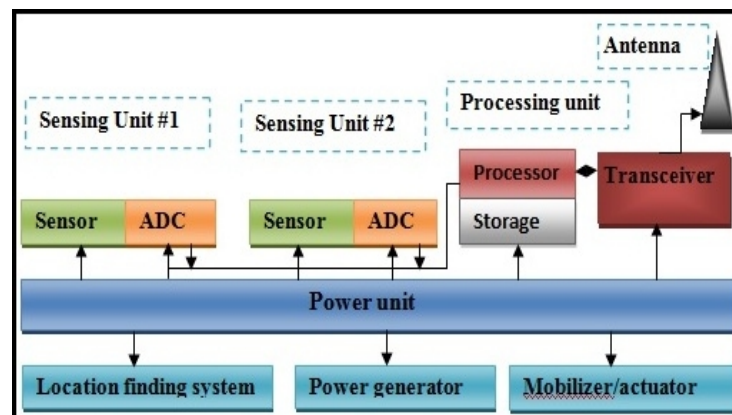 Antenna
Sensing Unit #1
Sensing Unit #2
Processing unit
Processor
Transceiver
Sensor
ADC
Sensor
ADC
Storage
Power unit
Location finding system
Power generator
Mobilizer/actuator